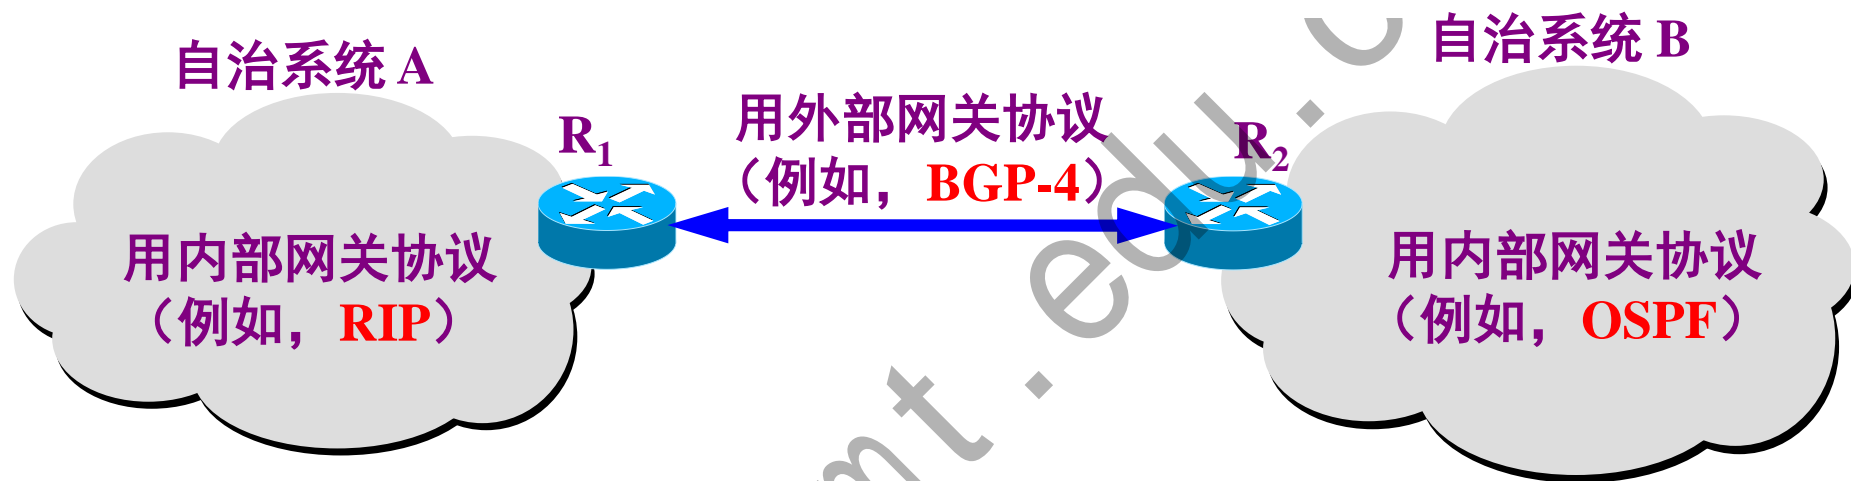 自治系统 A
自治系统 B
用外部网关协议
（例如，BGP-4）
R1
R2
用内部网关协议
（例如，RIP）
用内部网关协议
（例如，OSPF）
mt.edu.c